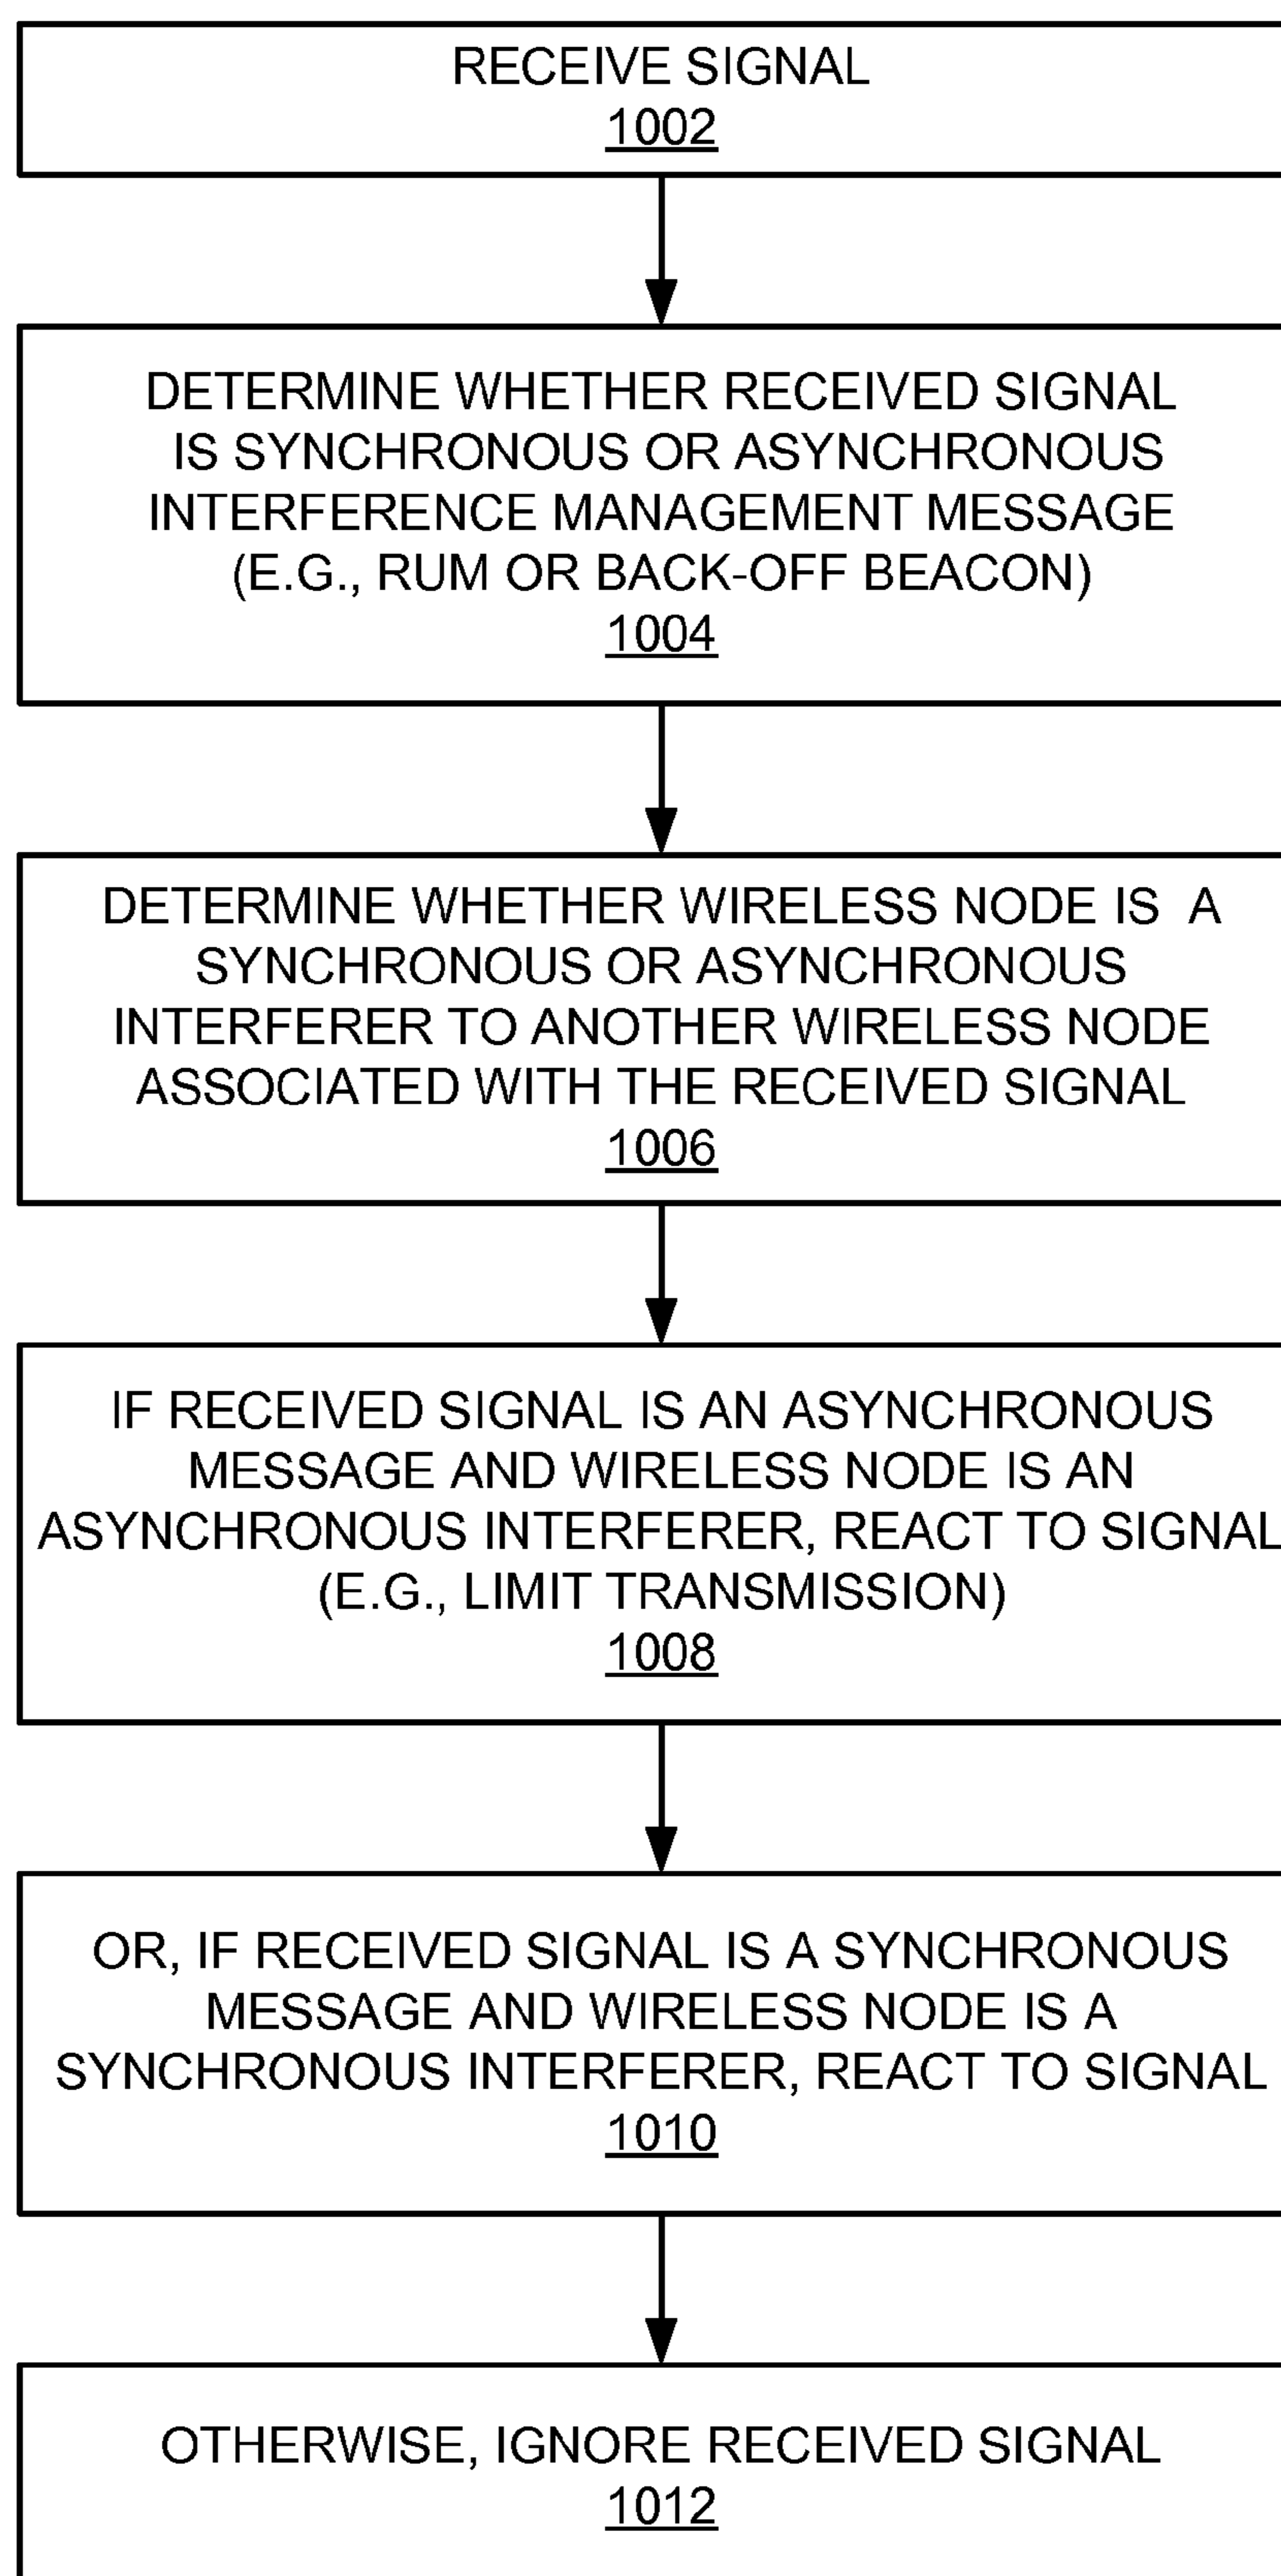 RECEIVE SIGNAL
1002
DETERMINE WHETHER RECEIVED SIGNAL
IS SYNCHRONOUS OR ASYNCHRONOUS
INTERFERENCE MANAGEMENT MESSAGE
(E.G., RUM OR BACK-OFF BEACON)
1004
DETERMINE WHETHER WIRELESS NODE IS A
SYNCHRONOUS OR ASYNCHRONOUS
INTERFERER TO ANOTHER WIRELESS NODE
ASSOCIATED WITH THE RECEIVED SIGNAL
1006
IF RECEIVED SIGNAL IS AN ASYNCHRONOUS
MESSAGE AND WIRELESS NODE IS AN
ASYNCHRONOUS INTERFERER, REACT TO SIGNAL
(E.G., LIMIT TRANSMISSION)
1008
OR, IF RECEIVED SIGNAL IS A SYNCHRONOUS
MESSAGE AND WIRELESS NODE IS A
SYNCHRONOUS INTERFERER, REACT TO SIGNAL
1010
OTHERWISE, IGNORE RECEIVED SIGNAL
1012